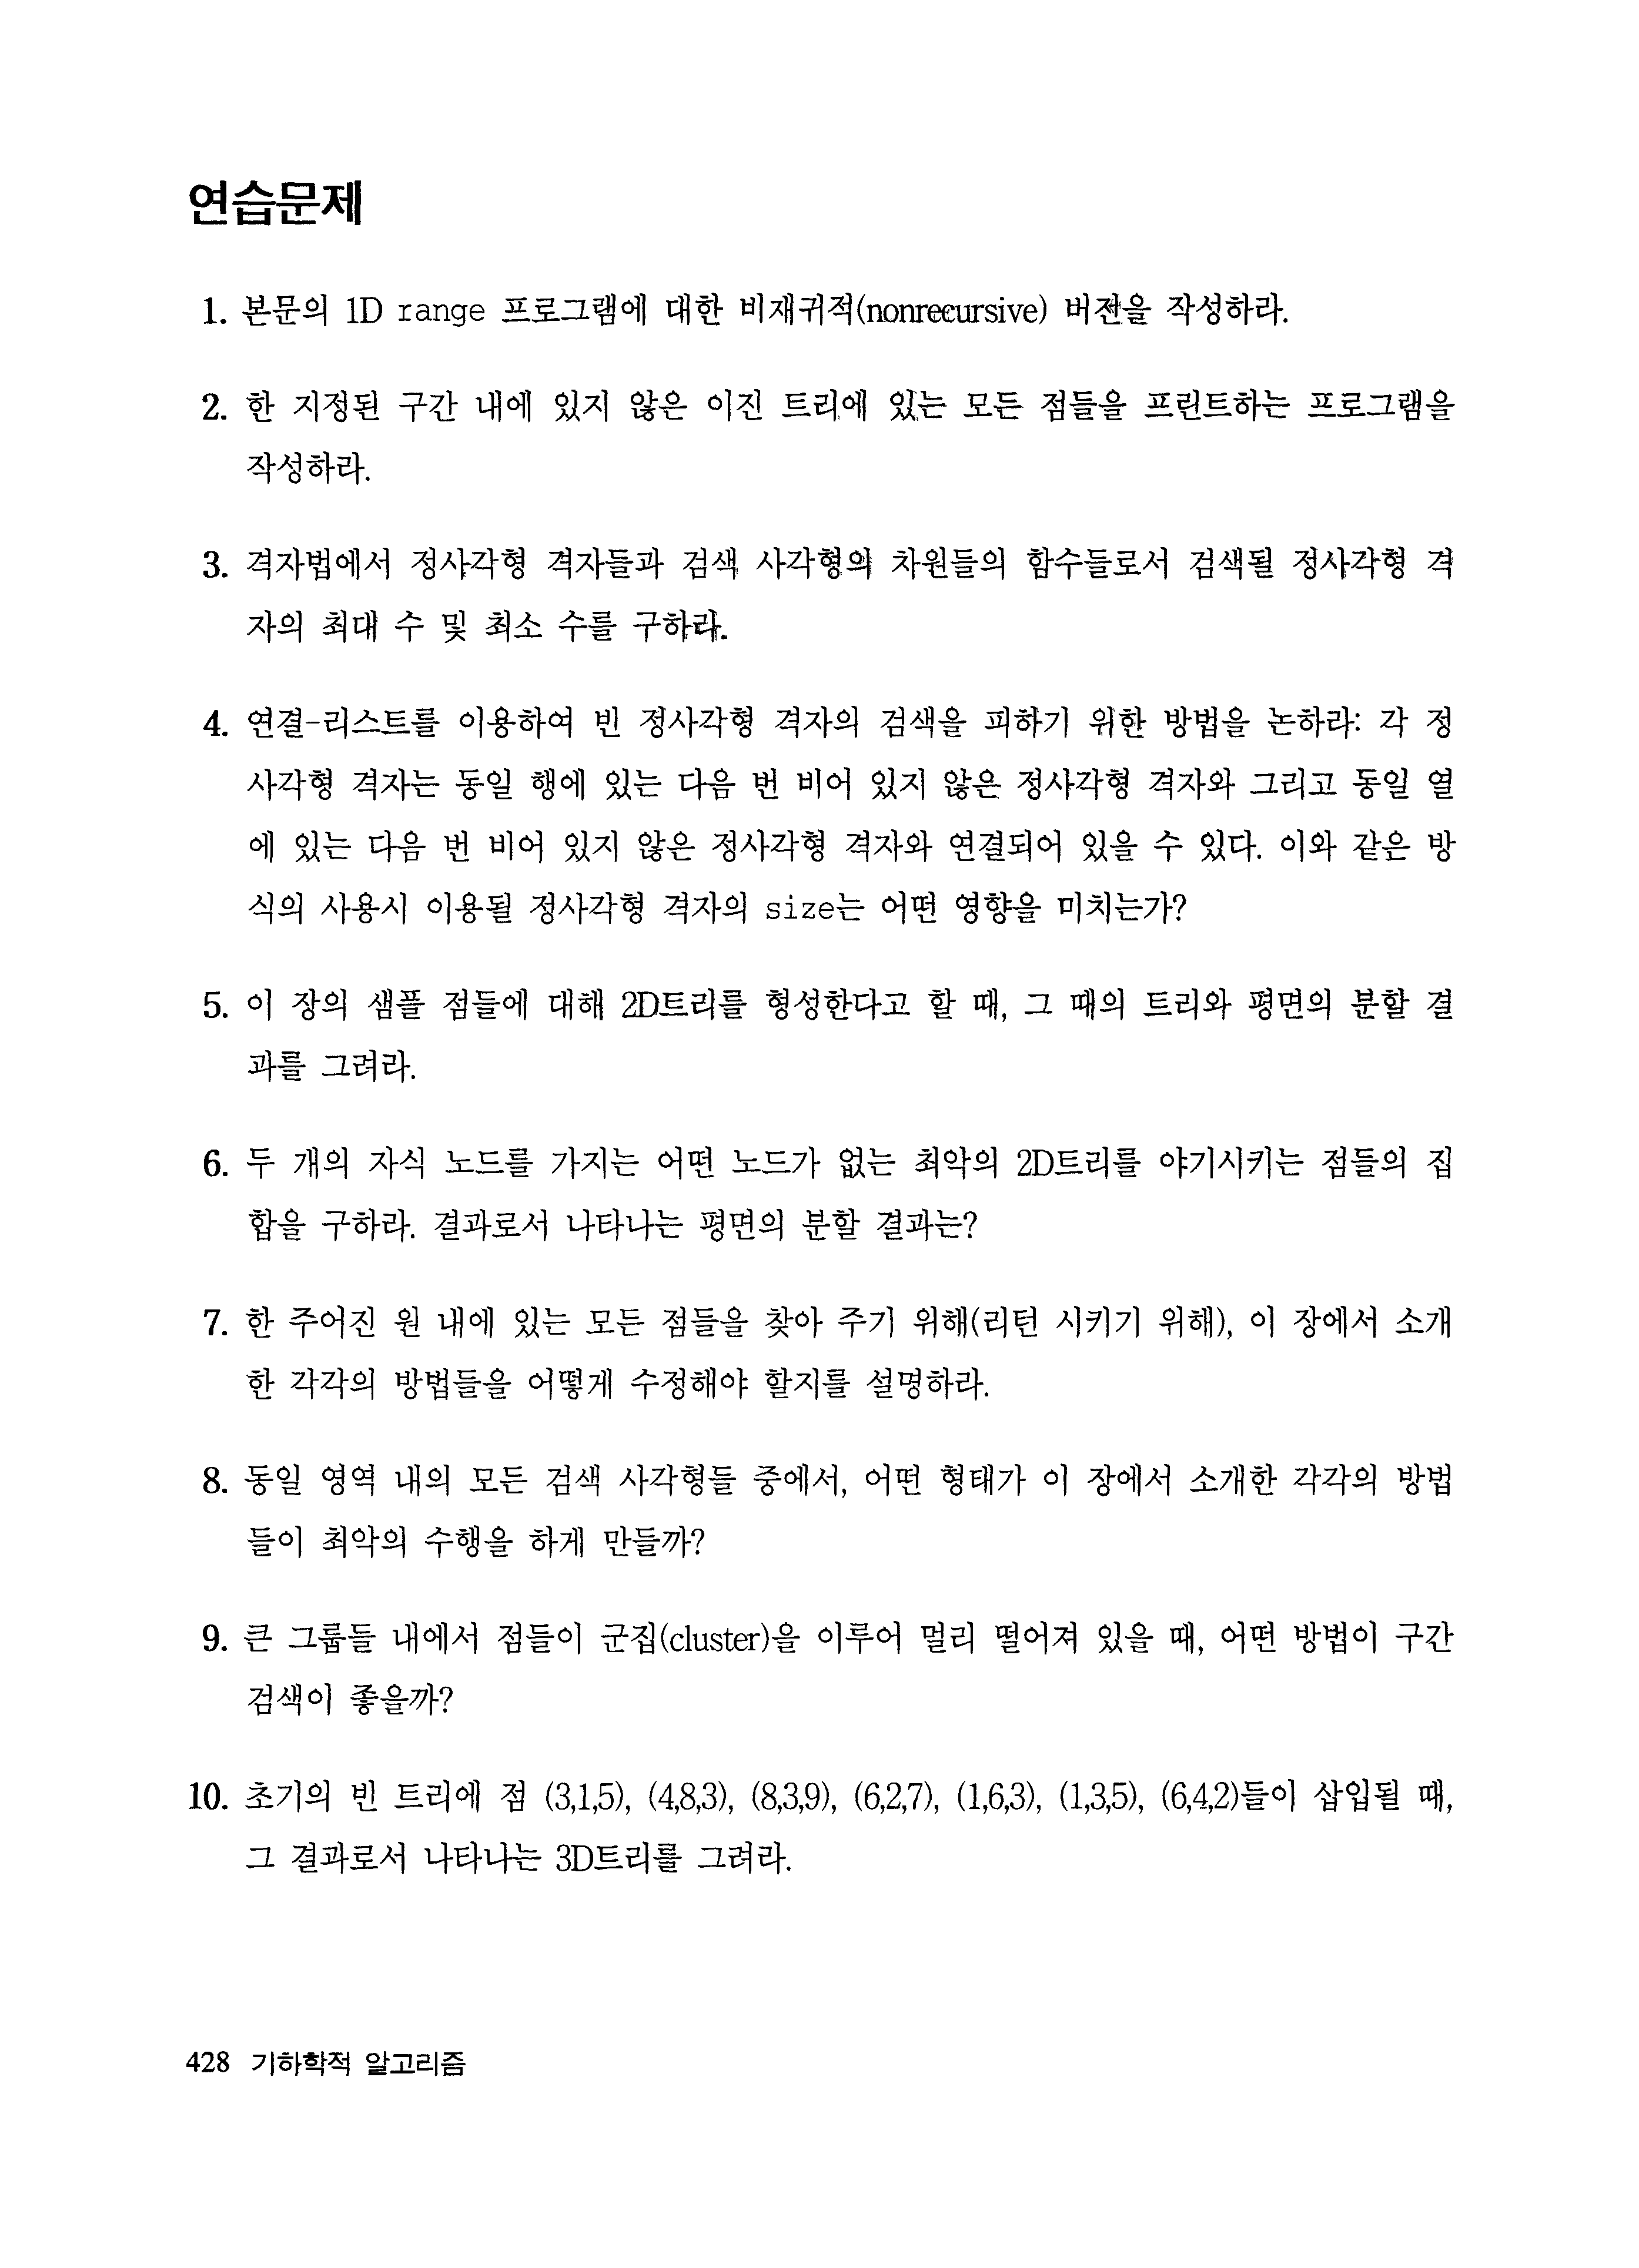 연습문제
1. 본문의 1D range 프로그램에 대한 비재귀적(nonrecursive) 버전을 작성하라.
2. 한 지정된 구간 내에 있지 않은 이진 트리에 있는 모든 점들을 프린트하는 프로그램을
작성하라.
3. 격자법에서 정사각형 격자들과 검색 사각형의 차원들의 함수들로서 검색될 정사각형 격
자의 최대 수 및 최소 수를 구하라.
4. 연결-리스트를 이용하여 빈 정사각형 격자의 검색을 피하기 위한 방법을 논하라: 각 정
사각형 격자는 동일 행에 있는 다음 번 비어 있지 않은 정사각형 격자와 그리고 동일 열
에 있는 다음 번 비어 있지 않은 정사각형 격자와 연결되어 있을 수 있다. 이와 같은 방
식의 사용시 이용될 정사각형 격자의 size는 어떤 영향을 미치는가?
5. 이 장의 샘플 점들에 대해 2D트리를 형성한다고 할 때, 그 때의 트리와 평면의 분할 결
과를 그려라.
6. 두 개의 자식 노드를 가지는 어떤 노드가 없는 최악의 2D트리를 야기시키는 점들의 집
합을 구하라. 결과로서 나타나는 평면의 분할 결과는?
7. 한 주어진 원 내에 있는 모든 점들을 찾아 주기 위해(리턴 시키기 위해), 이 장에서 소개
한 각각의 방법들을 어떻게 수정해야 할지를 설명하라.
8. 동일 영역 내의 모든 검색 사각형들 중에서, 어떤 형태가 이 장에서 소개한 각각의 방법
들이 최악의 수행을 하게 만들까?
9. 큰 그룹들 내에서 점들이 군집(cluster)을 이루어 멀리 떨어져 있을 때, 어떤 방법이 구간
검색이 좋을까?
10. 초기의 빈 트리에 점 (3,1,5), (4,8,3), (8,3,9), (6,2,7), (1,6,3), (1,3,5), (6,4,2)들이 삽입될 때,
그 결과로서 나타나는 3D트리를 그려라.
428 기하학적 알고리즘